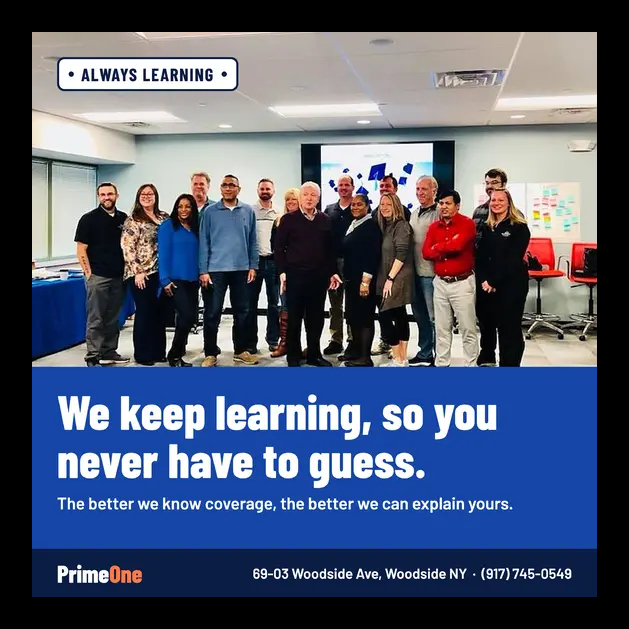 • ALWAYS LEARNING •
We keep learning, so you
never have to guess.
The better we know coverage, the better we can explain yours.
PrimeOne
69-03 Woodside Ave, Woodside NY · (917) 745-0549